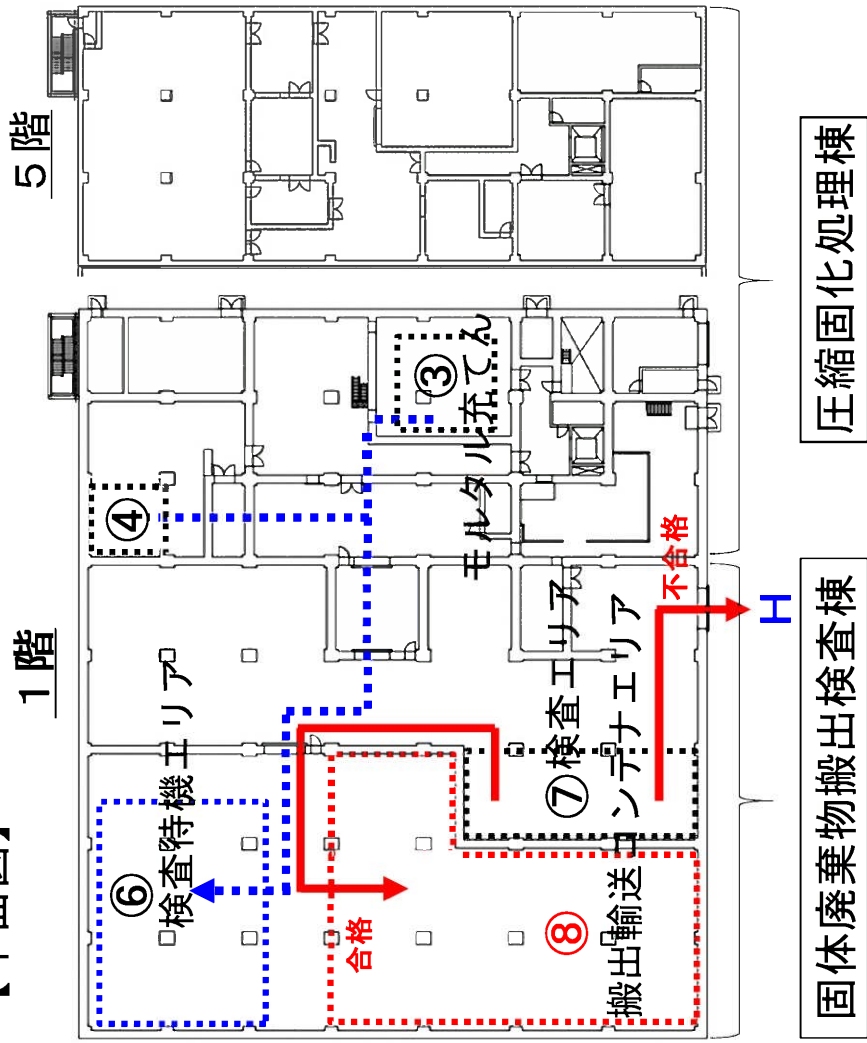 5階
1階
③
モルタル充てん
④
⑥
検査待機エリア
⑦検査エリア
⑧
搬出輸送
コンテナエリア
合格
不合格
H
圧縮固化処理棟
固体廃棄物搬出検査棟